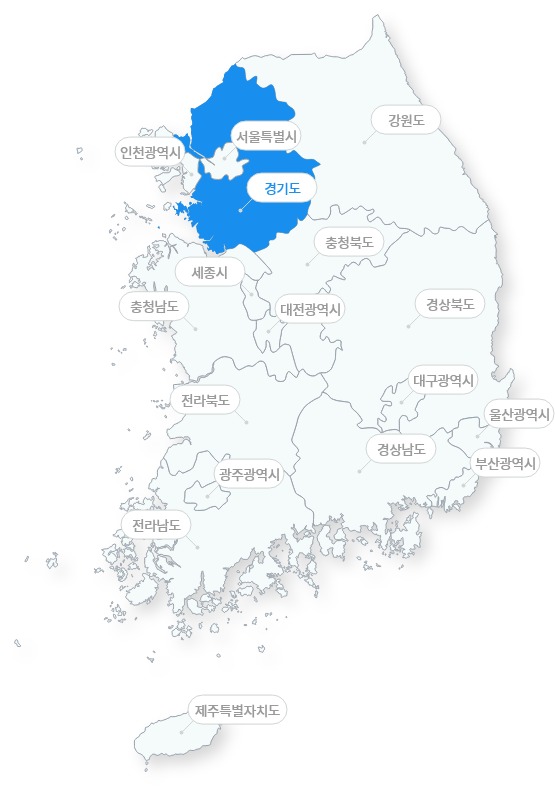 강원도
서울특별시
인천광역시
경기도
충청북도
세종시
충청남도
대전광역시
경상북도
대구광역시
전라북도
울산광역시
경상남도
부산광역시
광주광역시
전라남도
제주특별자치도